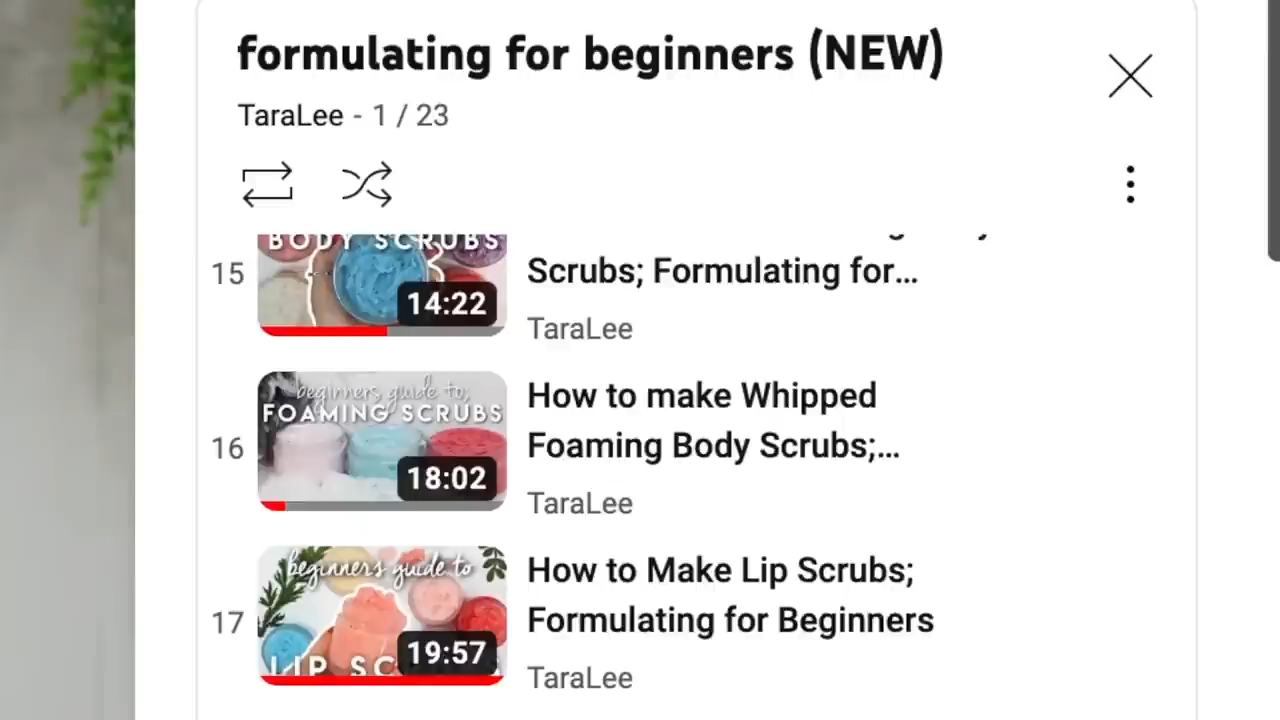 formulating for beginners (NEW)
TaraLee - 1 / 23
BODY SCRUBS
15
14:22
Scrubs; Formulating for...
TaraLee
beginners guide to;
FOAMING SCRUBS
16
18:02
How to make Whipped
Foaming Body Scrubs;...
TaraLee
beginners guide to
LIP SC
17
19:57
How to Make Lip Scrubs;
Formulating for Beginners
TaraLee